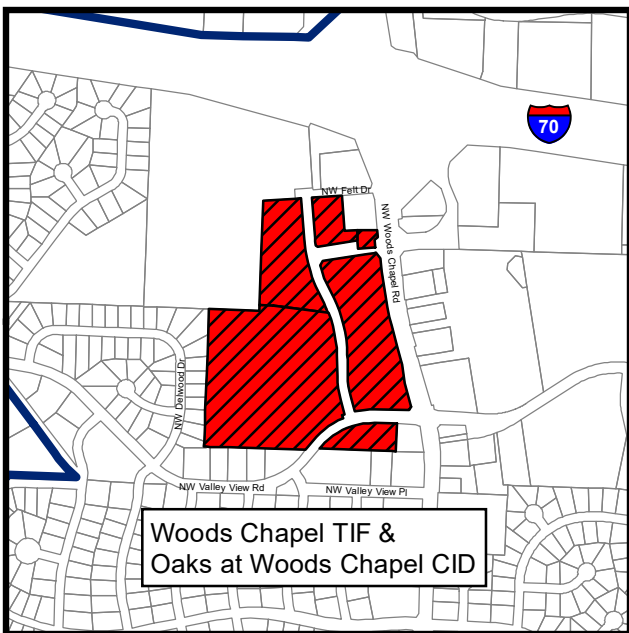 70
NW Felt Dr
NW Woods Chapel Rd
NW Delwood Dr
NW Valley View Rd
NW Valley View Pl
Woods Chapel TIF &
Oaks at Woods Chapel CID